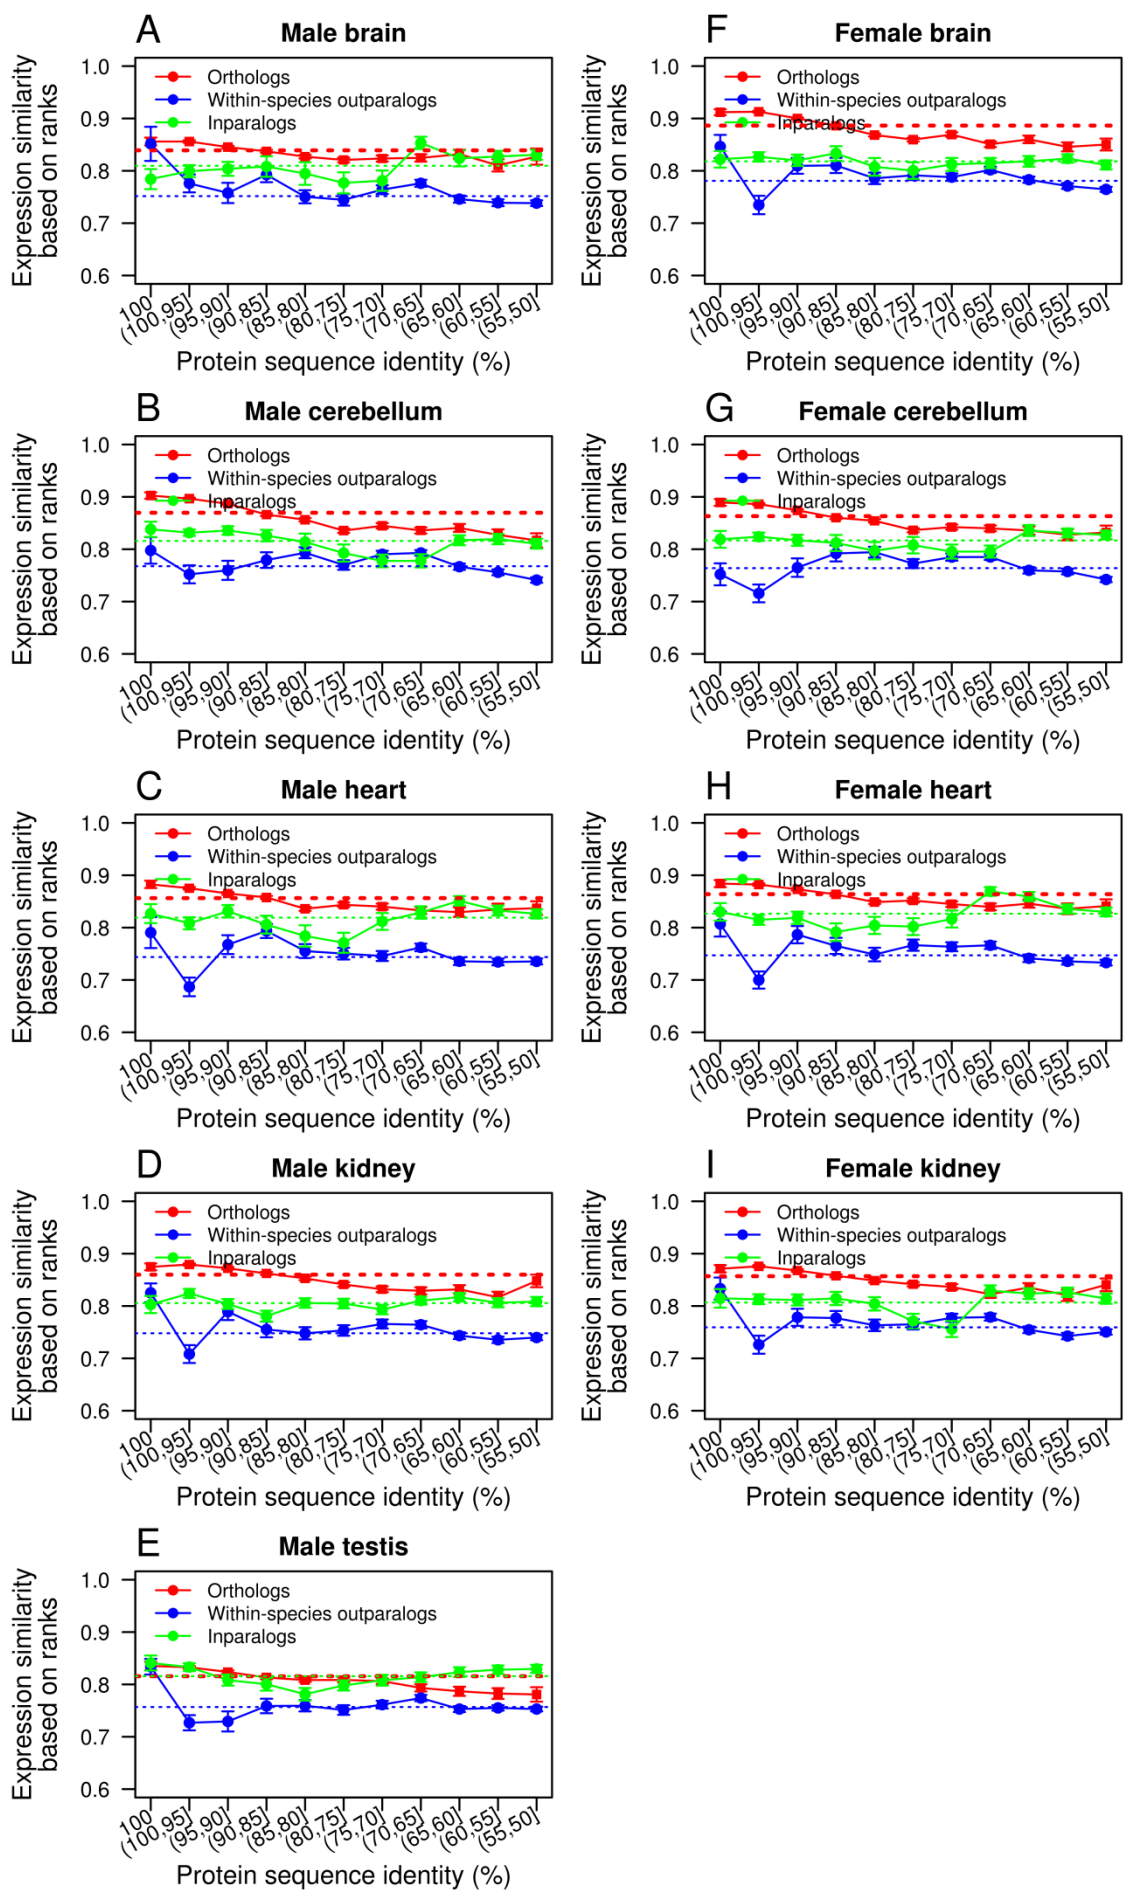 A
Male brain
Expression similarity
based on ranks
1.0
0.9
0.8
0.7
0.6
Orthologs
Within-species outparalogs
Inparalogs
100
(100,95]
(95,90]
(90,85]
(85,80]
(80,75]
(75,70]
(70,65]
(65,60]
(60,55]
(55,50]
Protein sequence identity (%)
F
Female brain
Expression similarity
based on ranks
1.0
0.9
0.8
0.7
0.6
Orthologs
Within-species outparalogs
Inparalogs
100
(100,95]
(95,90]
(90,85]
(85,80]
(80,75]
(75,70]
(70,65]
(65,60]
(60,55]
(55,50]
Protein sequence identity (%)
B
Male cerebellum
Expression similarity
based on ranks
1.0
0.9
0.8
0.7
0.6
Orthologs
Within-species outparalogs
Inparalogs
100
(100,95]
(95,90]
(90,85]
(85,80]
(80,75]
(75,70]
(70,65]
(65,60]
(60,55]
(55,50]
Protein sequence identity (%)
G
Female cerebellum
Expression similarity
based on ranks
1.0
0.9
0.8
0.7
0.6
Orthologs
Within-species outparalogs
Inparalogs
100
(100,95]
(95,90]
(90,85]
(85,80]
(80,75]
(75,70]
(70,65]
(65,60]
(60,55]
(55,50]
Protein sequence identity (%)
C
Male heart
Expression similarity
based on ranks
1.0
0.9
0.8
0.7
0.6
Orthologs
Within-species outparalogs
Inparalogs
100
(100,95]
(95,90]
(90,85]
(85,80]
(80,75]
(75,70]
(70,65]
(65,60]
(60,55]
(55,50]
Protein sequence identity (%)
H
Female heart
Expression similarity
based on ranks
1.0
0.9
0.8
0.7
0.6
Orthologs
Within-species outparalogs
Inparalogs
100
(100,95]
(95,90]
(90,85]
(85,80]
(80,75]
(75,70]
(70,65]
(65,60]
(60,55]
(55,50]
Protein sequence identity (%)
D
Male kidney
Expression similarity
based on ranks
1.0
0.9
0.8
0.7
0.6
Orthologs
Within-species outparalogs
Inparalogs
100
(100,95]
(95,90]
(90,85]
(85,80]
(80,75]
(75,70]
(70,65]
(65,60]
(60,55]
(55,50]
Protein sequence identity (%)
I
Female kidney
Expression similarity
based on ranks
1.0
0.9
0.8
0.7
0.6
Orthologs
Within-species outparalogs
Inparalogs
100
(100,95]
(95,90]
(90,85]
(85,80]
(80,75]
(75,70]
(70,65]
(65,60]
(60,55]
(55,50]
Protein sequence identity (%)
E
Male testis
Expression similarity
based on ranks
1.0
0.9
0.8
0.7
0.6
Orthologs
Within-species outparalogs
Inparalogs
100
(100,95]
(95,90]
(90,85]
(85,80]
(80,75]
(75,70]
(70,65]
(65,60]
(60,55]
(55,50]
Protein sequence identity (%)